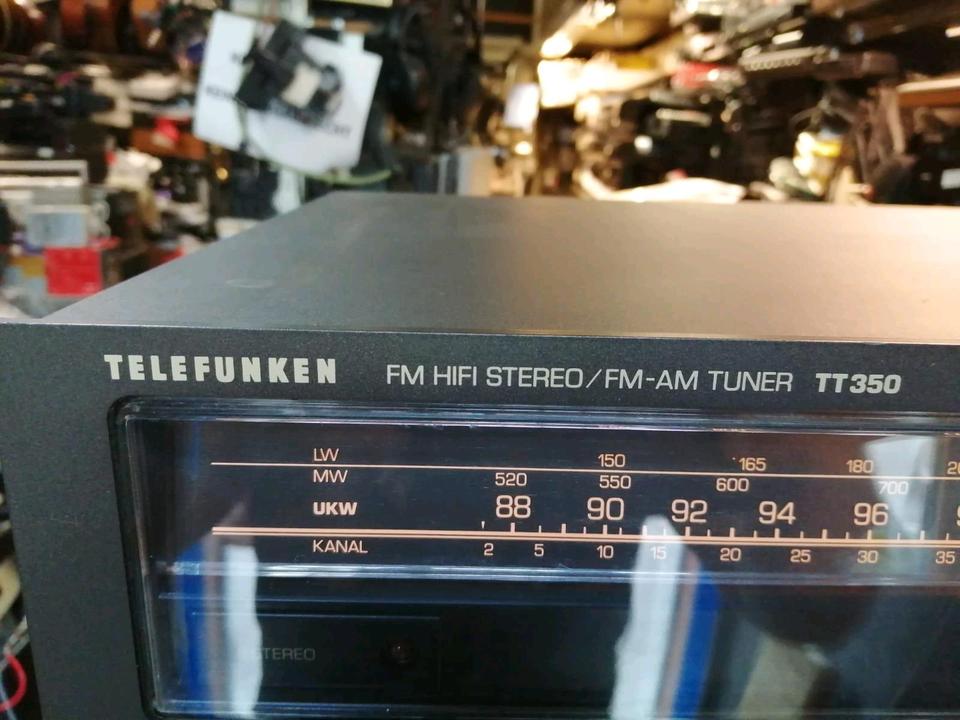 TELEFUNKEN FM HIFI STEREO/FM-AM TUNER TT350
LW 150 165 180
MW 520 550 600 700
UKW 88 90 92 94 96
KANAL 2 5 10 15 20 25 30 35
STEREO